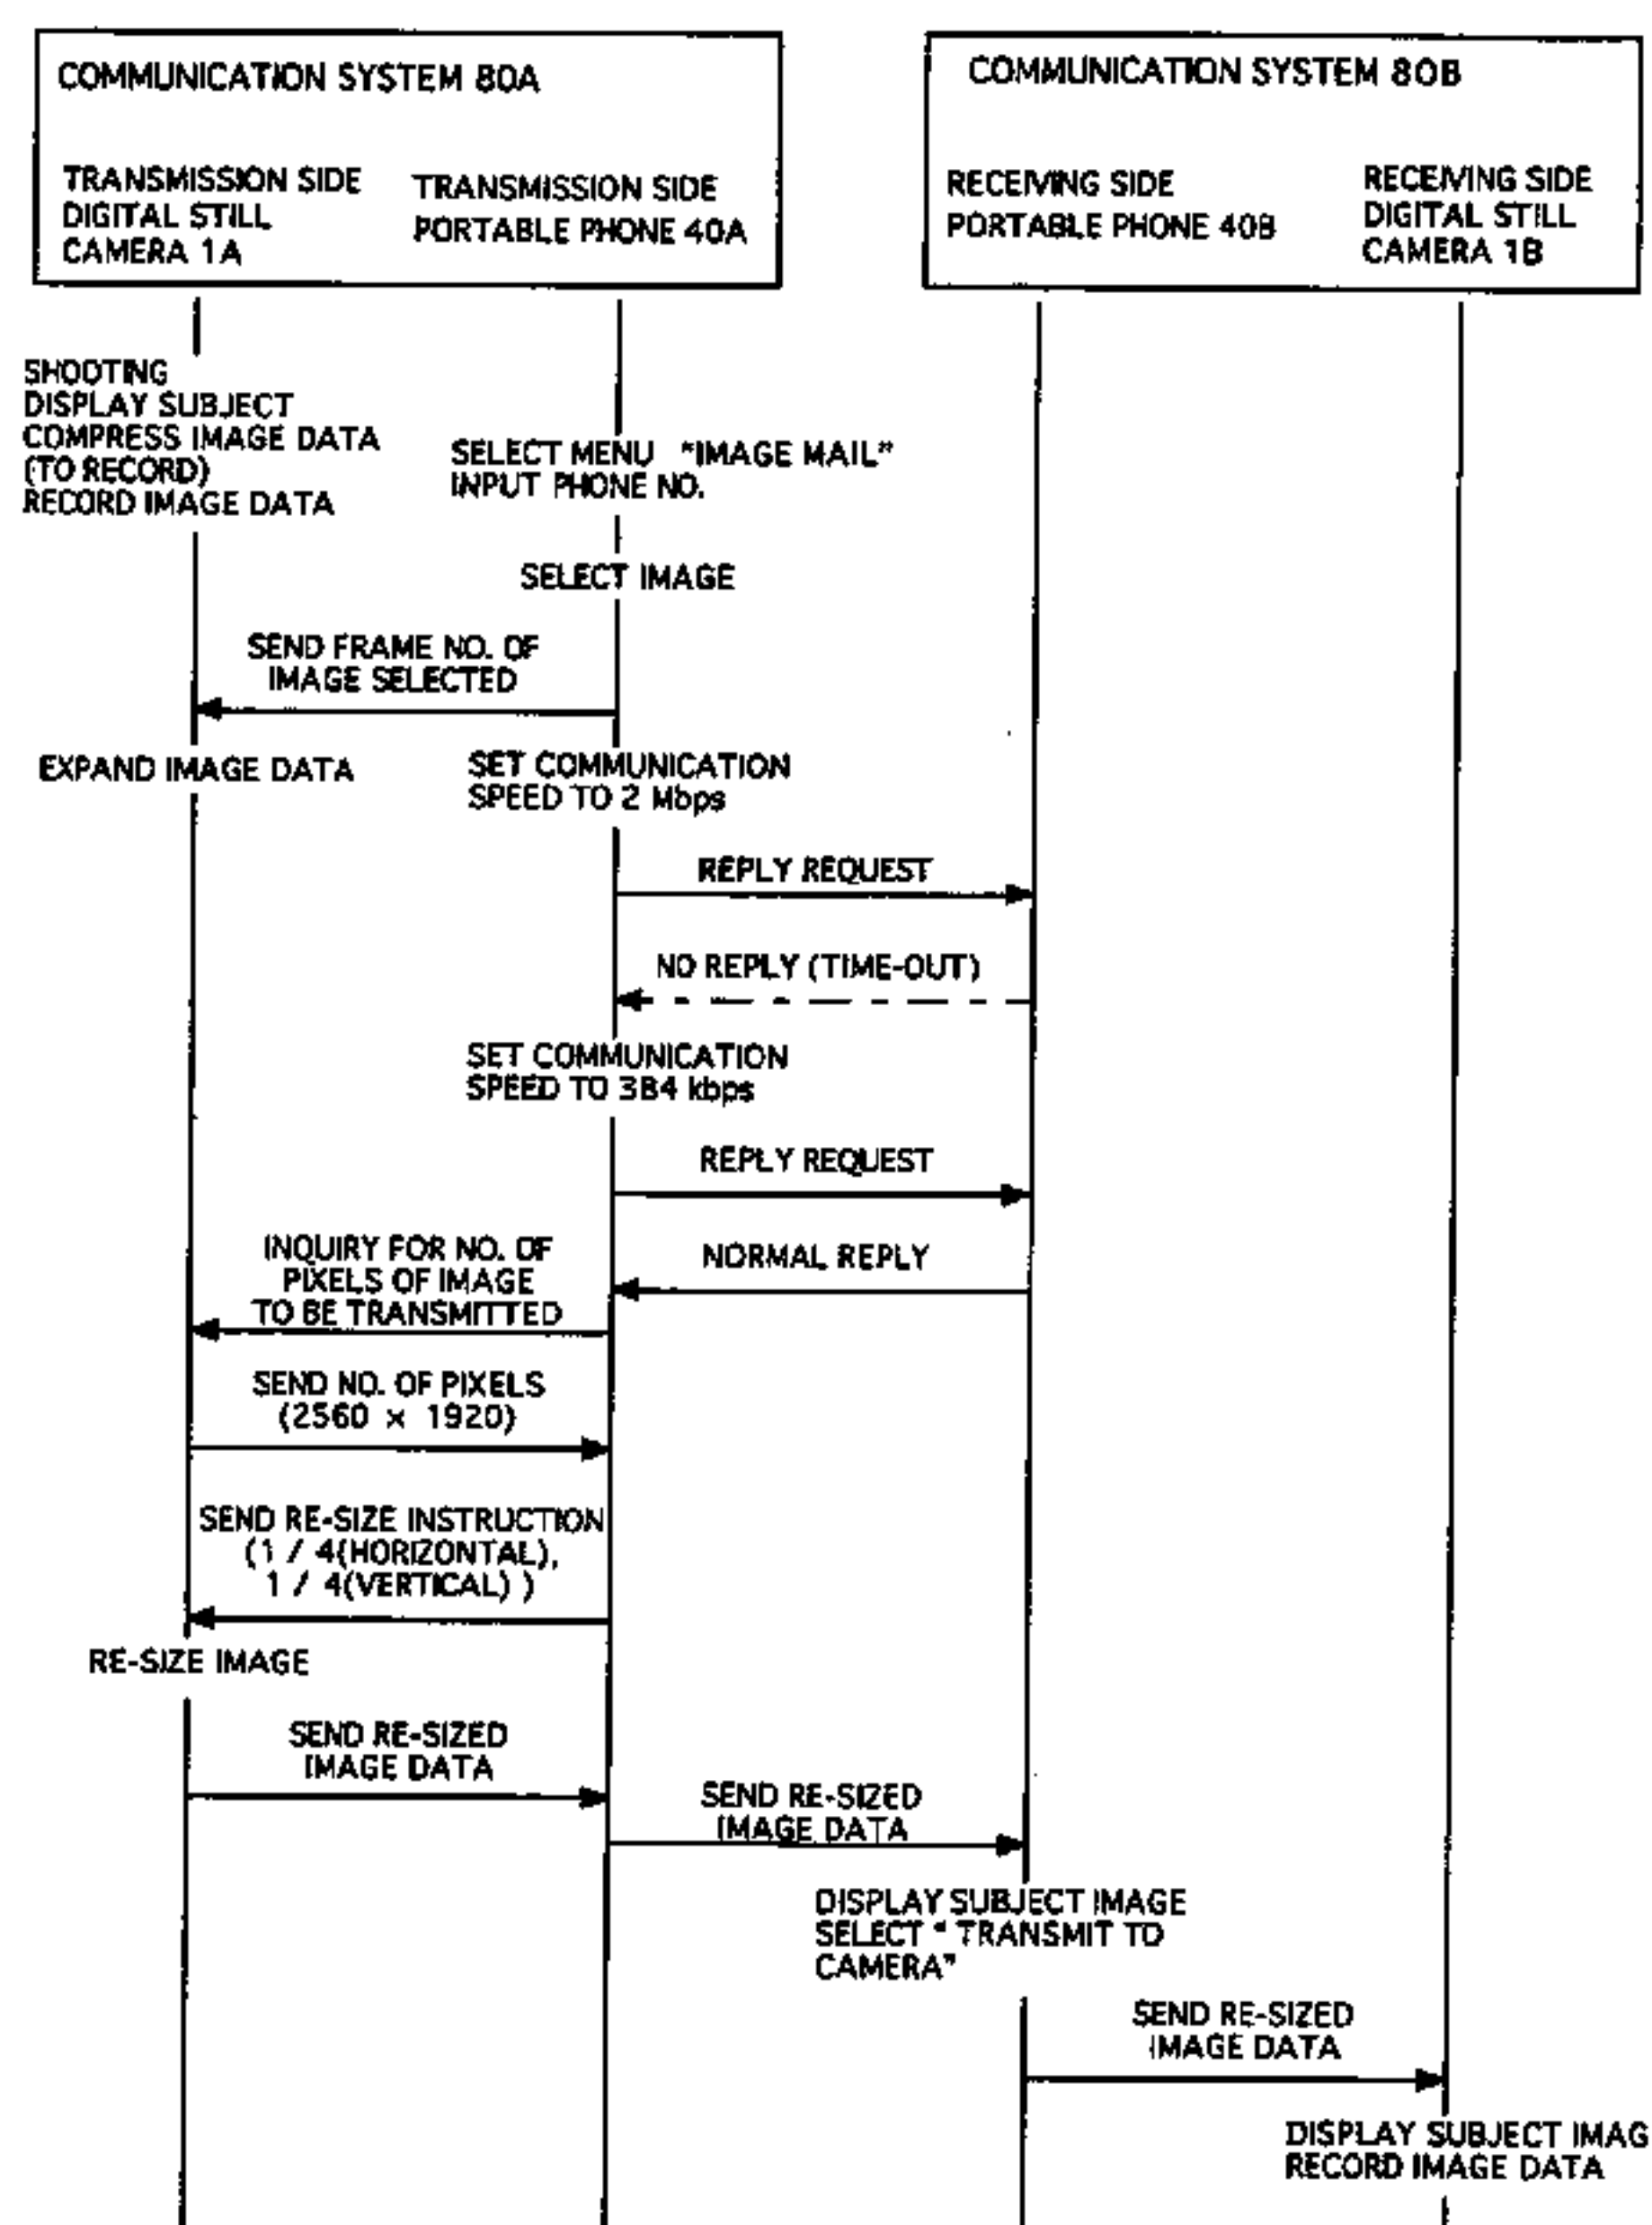 COMMUNICATION SYSTEM 80A
TRANSMISSION SIDE
DIGITAL STILL
CAMERA 1A
TRANSMISSION SIDE
PORTABLE PHONE 40A
COMMUNICATION SYSTEM 80B
RECEIVING SIDE
PORTABLE PHONE 40B
RECEIVING SIDE
DIGITAL STILL
CAMERA 1B
SHOOTING
DISPLAY SUBJECT
COMPRESS IMAGE DATA
(TO RECORD)
RECORD IMAGE DATA
SELECT MENU "IMAGE MAIL"
INPUT PHONE NO.
SELECT IMAGE
SEND FRAME NO. OF
IMAGE SELECTED
EXPAND IMAGE DATA
SET COMMUNICATION
SPEED TO 2 Mbps
REPLY REQUEST
NO REPLY (TIME-OUT)
SET COMMUNICATION
SPEED TO 384 kbps
REPLY REQUEST
NORMAL REPLY
INQUIRY FOR NO. OF
PIXELS OF IMAGE
TO BE TRANSMITTED
SEND NO. OF PIXELS
(2560 × 1920)
SEND RE-SIZE INSTRUCTION
(1 / 4(HORIZONTAL),
1 / 4(VERTICAL) )
RE-SIZE IMAGE
SEND RE-SIZED
IMAGE DATA
SEND RE-SIZED
IMAGE DATA
DISPLAY SUBJECT IMAGE
SELECT " TRANSMIT TO
CAMERA"
SEND RE-SIZED
IMAGE DATA
DISPLAY SUBJECT IMAG
RECORD IMAGE DATA